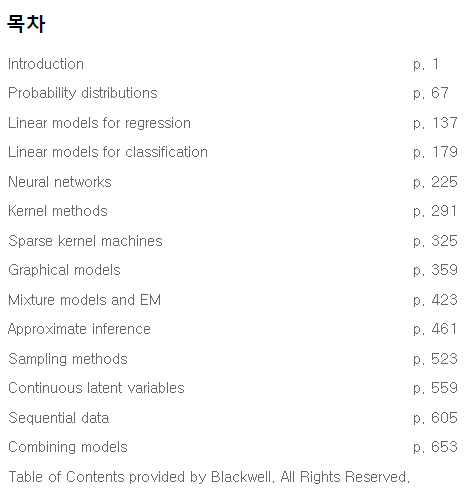 목차
Introduction p. 1
Probability distributions p. 67
Linear models for regression p. 137
Linear models for classification p. 179
Neural networks p. 225
Kernel methods p. 291
Sparse kernel machines p. 325
Graphical models p. 359
Mixture models and EM p. 423
Approximate inference p. 461
Sampling methods p. 523
Continuous latent variables p. 559
Sequential data p. 605
Combining models p. 653
Table of Contents provided by Blackwell. All Rights Reserved.